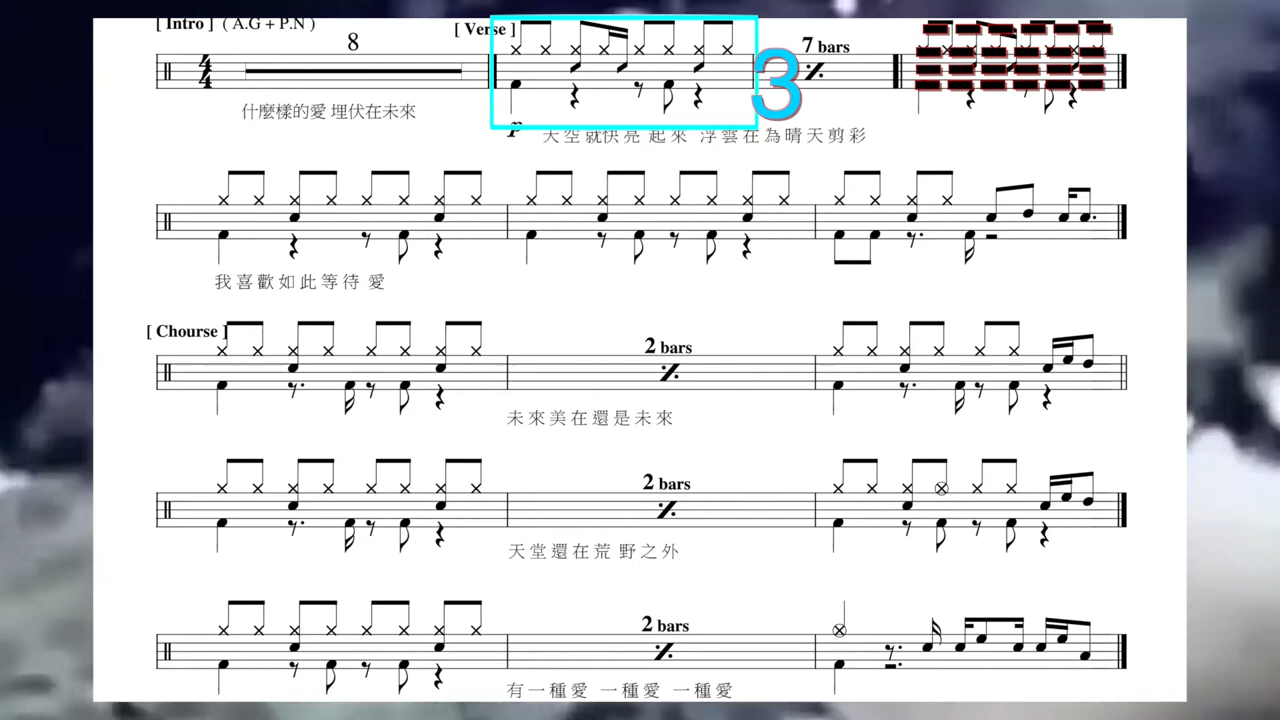 [ Intro ] ( A.G + P.N )
8
[ Verse ]
3
7 bars
什麼樣的愛 埋伏在未來
p
天空就快亮 起來 浮雲在為晴天剪彩
我喜歡如此等待 愛
[ Chourse ]
2 bars
未來美在還是未來
2 bars
天堂還在荒 野之外
2 bars
有一種愛 一種愛 一種愛